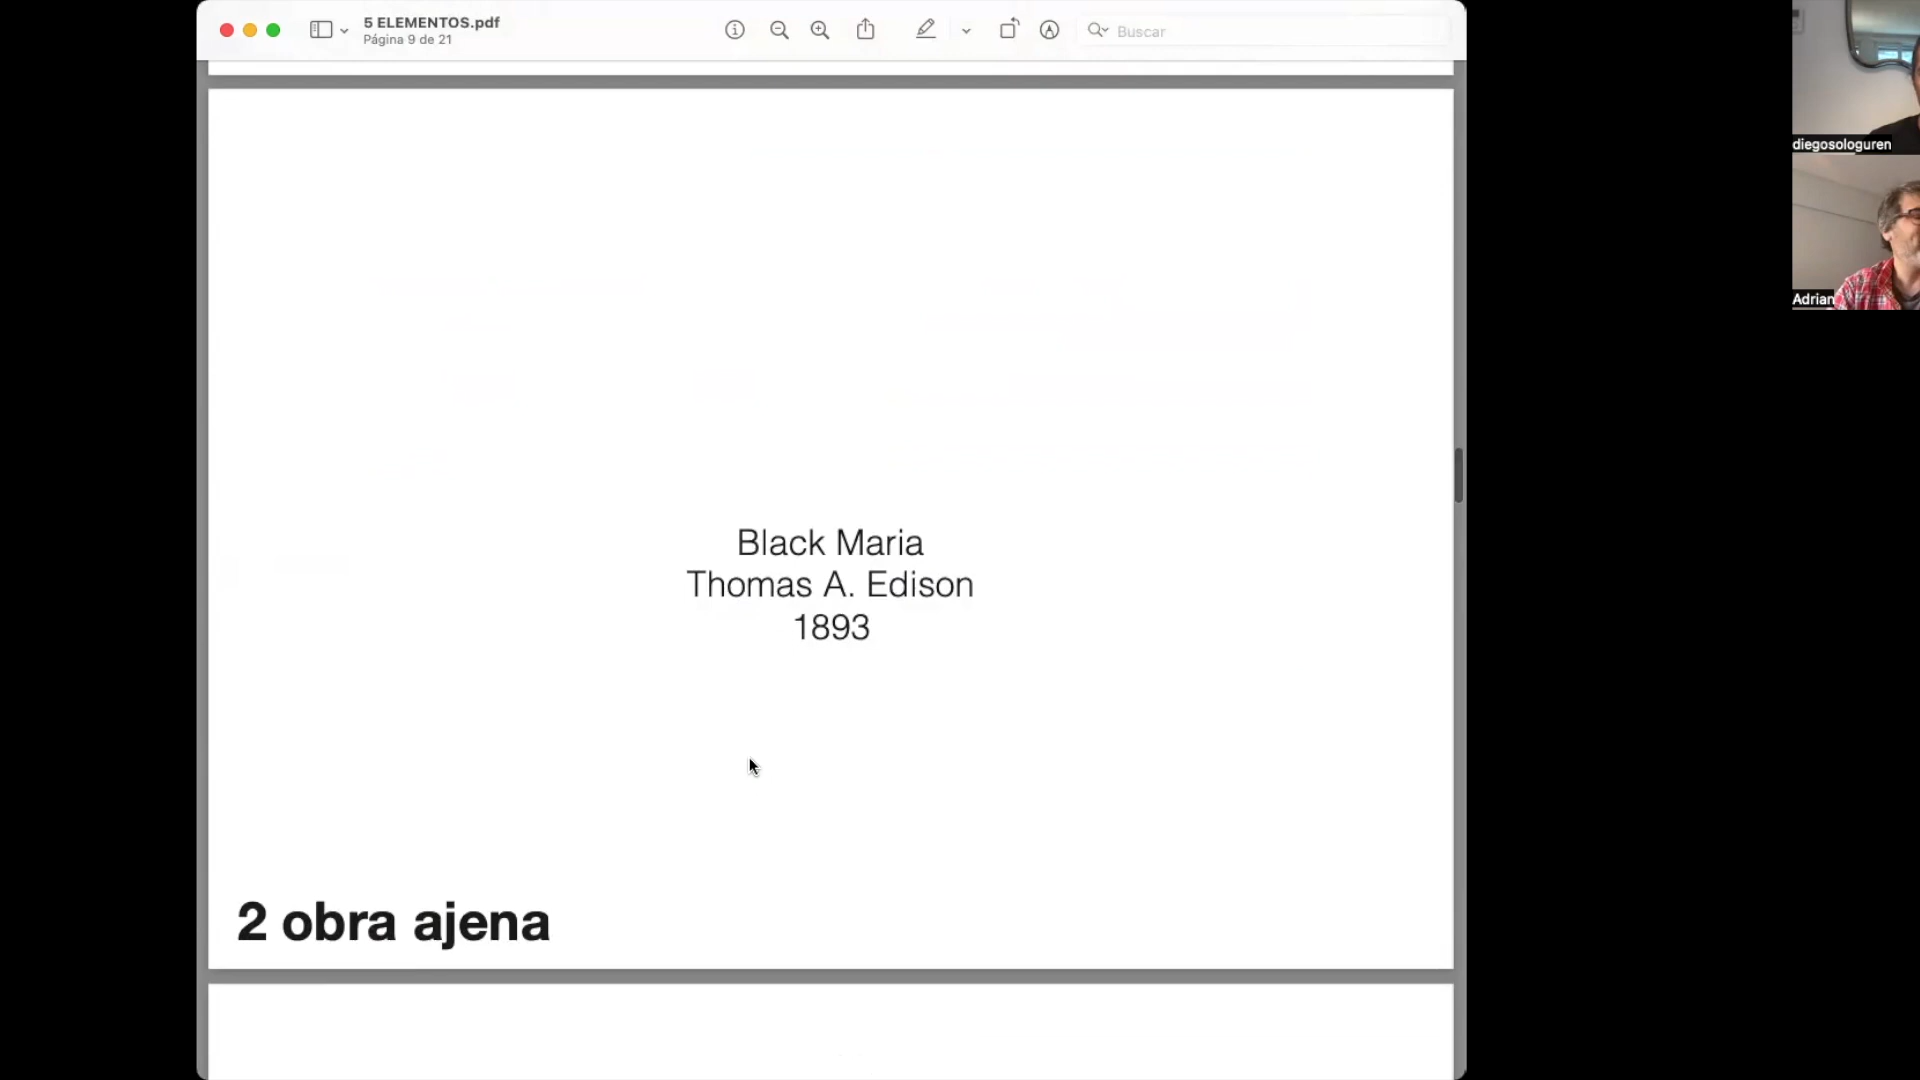 5 ELEMENTOS.pdf
Página 9 de 21
Buscar
diegosologuren
Adrian
Black Maria
Thomas A. Edison
1893
2 obra ajena